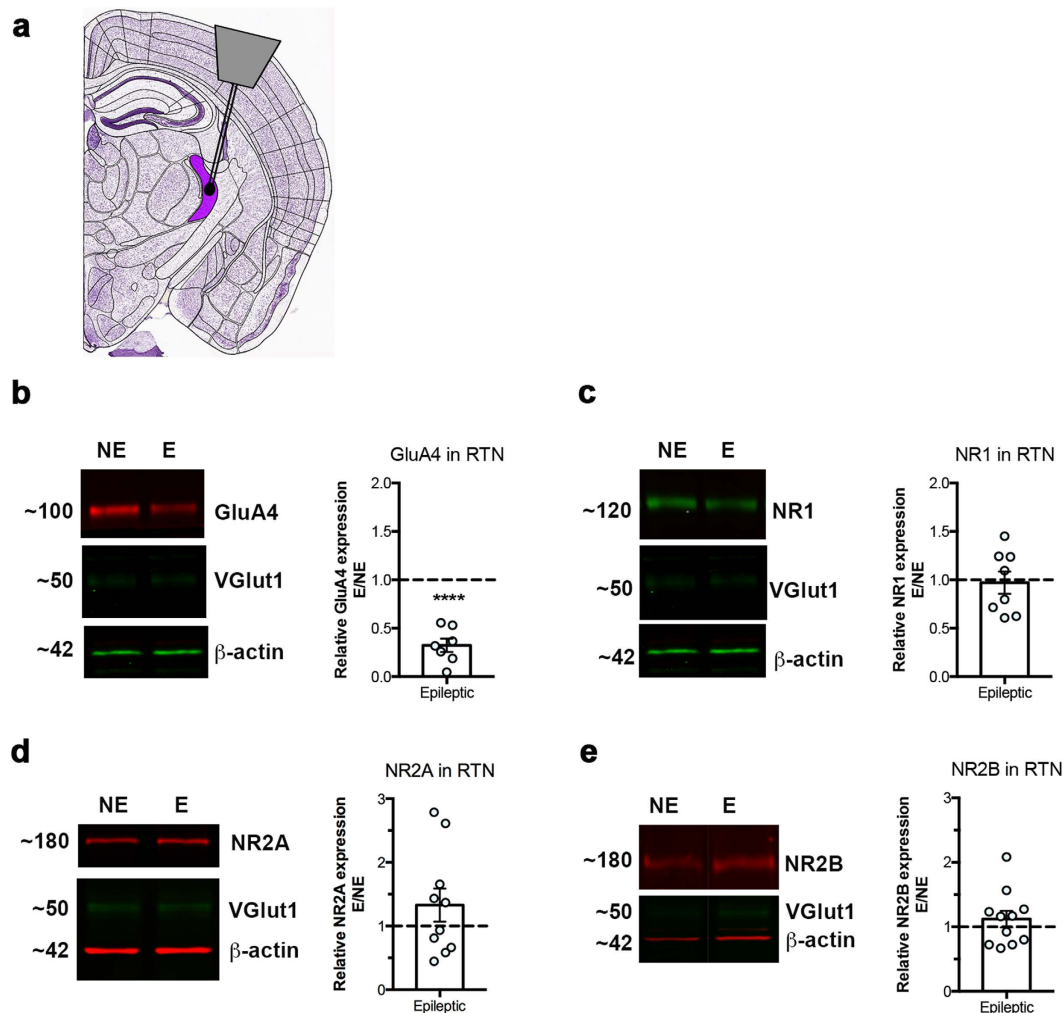 a
b
NE E
~100 GluA4
~50 VGlut1
~42 β-actin
GluA4 in RTN
Relative GluA4 expression
E/NE
2.0
1.5
1.0
0.5
0.0
****
Epileptic
c
NE E
~120 NR1
~50 VGlut1
~42 β-actin
NR1 in RTN
Relative NR1 expression
E/NE
2.0
1.5
1.0
0.5
0.0
Epileptic
d
NE E
~180 NR2A
~50 VGlut1
~42 β-actin
NR2A in RTN
Relative NR2A expression
E/NE
3
2
1
0
Epileptic
e
NE E
~180 NR2B
~50 VGlut1
~42 β-actin
NR2B in RTN
Relative NR2B expression
E/NE
3
2
1
0
Epileptic